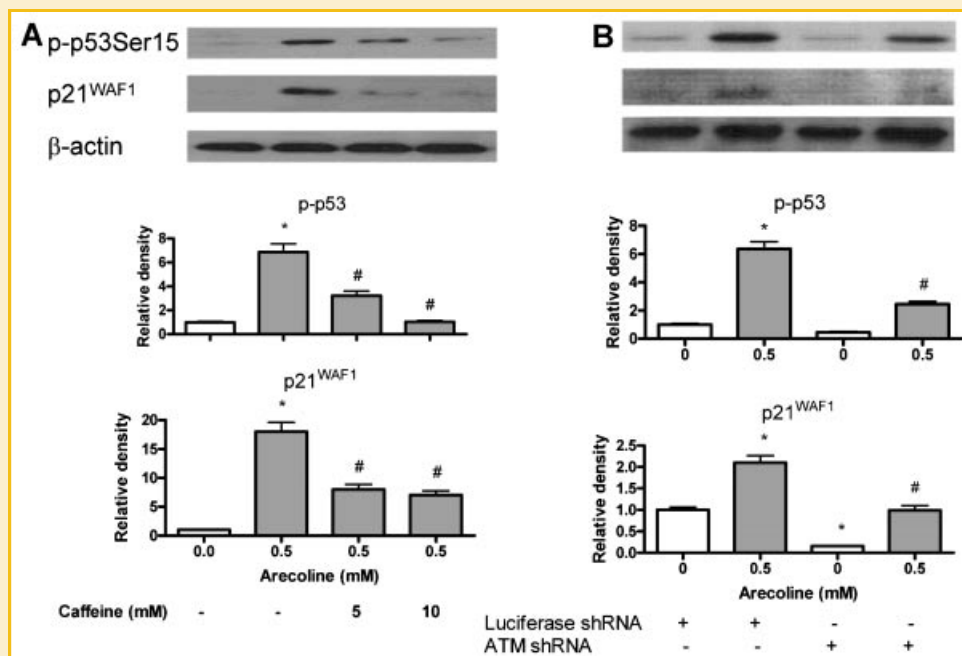 A
p-p53Ser15
p21WAF1
β-actin
p-p53
Relative density
8
6
4
2
0
*
#
#
p21WAF1
Relative density
20
15
10
5
0
*
#
#
0.0 0.5 0.5 0.5
Arecoline (mM)
Caffeine (mM) - - 5 10
B
p-p53
Relative density
8
6
4
2
0
*
#
0 0.5 0 0.5
p21WAF1
Relative density
2.5
2.0
1.5
1.0
0.5
0.0
*
*
#
0 0.5 0 0.5
Arecoline (mM)
Luciferase shRNA + + - -
ATM shRNA - - + +